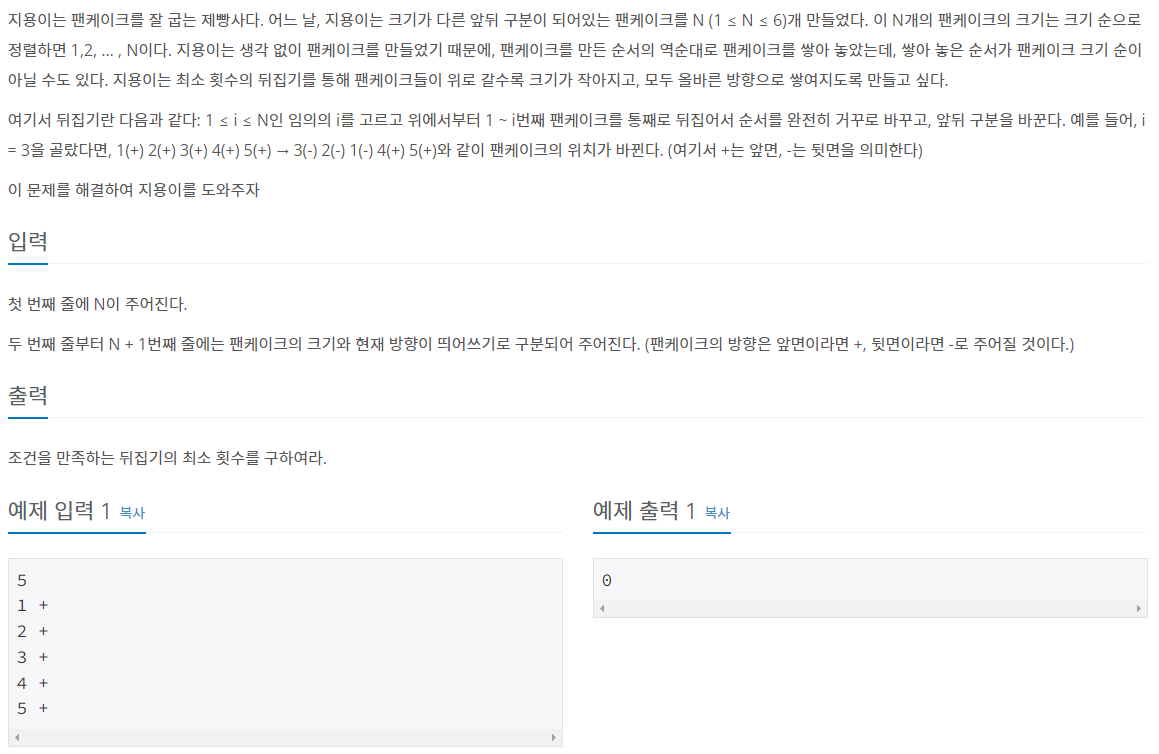 지용이는 팬케이크를 잘 굽는 제빵사다. 어느 날, 지용이는 크기가 다른 앞뒤 구분이 되어있는 팬케이크를 N (1 ≤ N ≤ 6)개 만들었다. 이 N개의 팬케이크의 크기는 크기 순으로
정렬하면 1,2, ... , N이다. 지용이는 생각 없이 팬케이크를 만들었기 때문에, 팬케이크를 만든 순서의 역순대로 팬케이크를 쌓아 놓았는데, 쌓아 놓은 순서가 팬케이크 크기 순이
아닐 수도 있다. 지용이는 최소 횟수의 뒤집기를 통해 팬케이크들이 위로 갈수록 크기가 작아지고, 모두 올바른 방향으로 쌓여지도록 만들고 싶다.
여기서 뒤집기란 다음과 같다: 1 ≤ i ≤ N인 임의의 i를 고르고 위에서부터 1 ~ i번째 팬케이크를 통째로 뒤집어서 순서를 완전히 거꾸로 바꾸고, 앞뒤 구분을 바꾼다. 예를 들어, i
= 3을 골랐다면, 1(+) 2(+) 3(+) 4(+) 5(+) → 3(-) 2(-) 1(-) 4(+) 5(+)와 같이 팬케이크의 위치가 바뀐다. (여기서 +는 앞면, -는 뒷면을 의미한다)
이 문제를 해결하여 지용이를 도와주자
입력
첫 번째 줄에 N이 주어진다.
두 번째 줄부터 N + 1번째 줄에는 팬케이크의 크기와 현재 방향이 띄어쓰기로 구분되어 주어진다. (팬케이크의 방향은 앞면이라면 +, 뒷면이라면 -로 주어질 것이다.)
출력
조건을 만족하는 뒤집기의 최소 횟수를 구하여라.
예제 입력 1 복사
5
1 +
2 +
3 +
4 +
5 +
예제 출력 1 복사
0